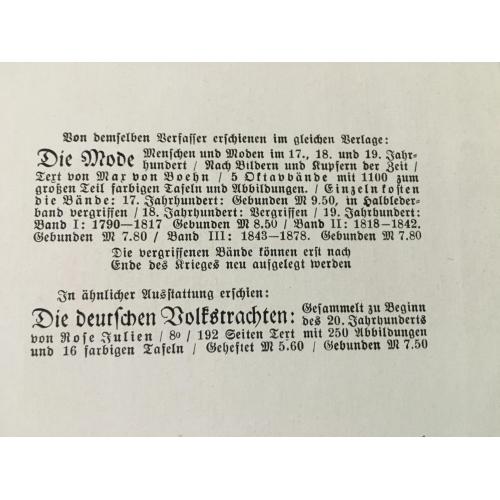 Von demselben Verfasser erschienen im gleichen Verlage:
Die Mode Menschen und Moden im 17., 18. und 19. Jahr-
hundert / Nach Bildern und Kupfern der Zeit /
Text von Max von Boehn / 5 Oktavbände mit 1100 zum
großen Teil farbigen Tafeln und Abbildungen. / Einzeln kosten
die Bände: 17. Jahrhundert: Gebunden M 9.50, in Halbleder-
band vergriffen / 18. Jahrhundert: Vergriffen / 19. Jahrhundert:
Band I: 1790–1817 Gebunden M 8.50 / Band II: 1818–1842.
Gebunden M 7.80 / Band III: 1843–1878. Gebunden M 7.80
Die vergriffenen Bände können erst nach
Ende des Krieges neu aufgelegt werden
In ähnlicher Ausstattung erschien:
Die deutschen Volkstrachten: Gesammelt zu Beginn
des 20. Jahrhunderts
von Rose Julien / 8° / 192 Seiten Text mit 250 Abbildungen
und 16 farbigen Tafeln / Geheftet M 5.60 / Gebunden M 7.50